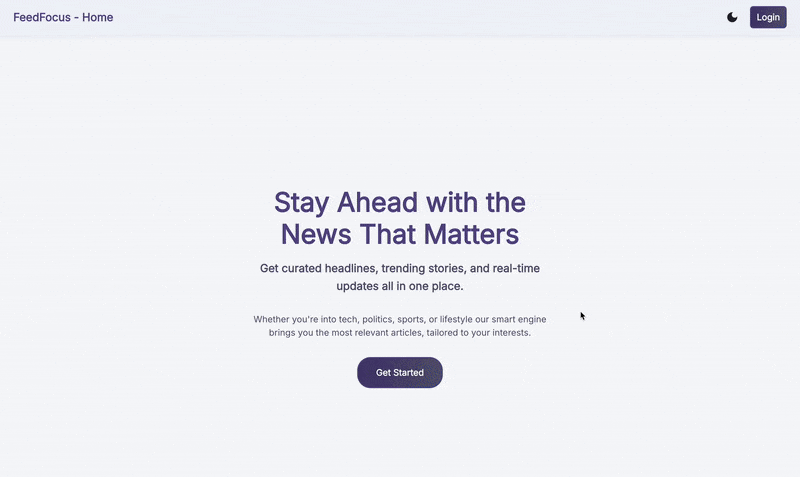 FeedFocus - Home
Login
Stay Ahead with the
News That Matters
Get curated headlines, trending stories, and real-time
updates all in one place.
Whether you're into tech, politics, sports, or lifestyle our smart engine
brings you the most relevant articles, tailored to your interests.
Get Started